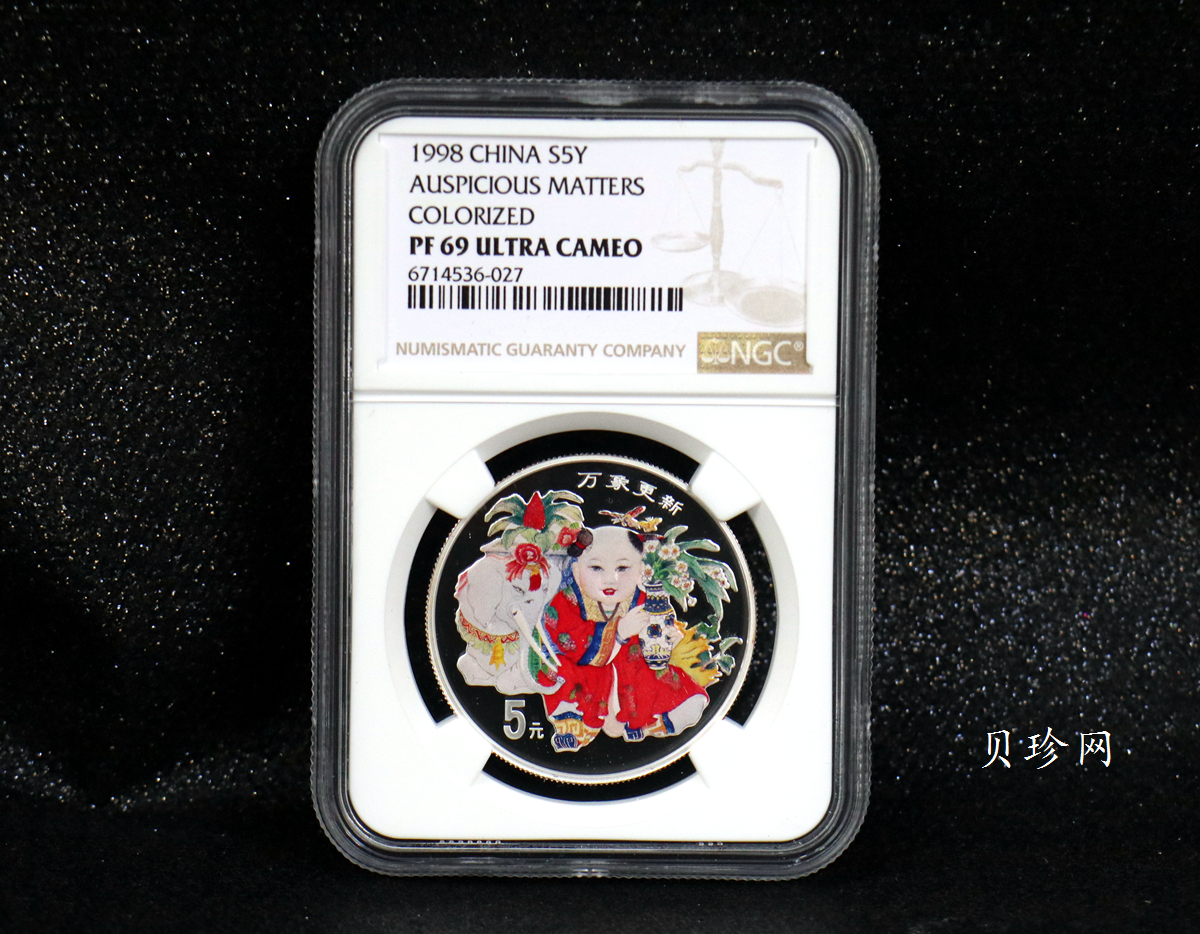 1998 CHINA S5Y
AUSPICIOUS MATTERS
COLORIZED
PF 69 ULTRA CAMEO
6714536-027
NUMISMATIC GUARANTY COMPANY
NGC®
万象更新
5元
贝珍网